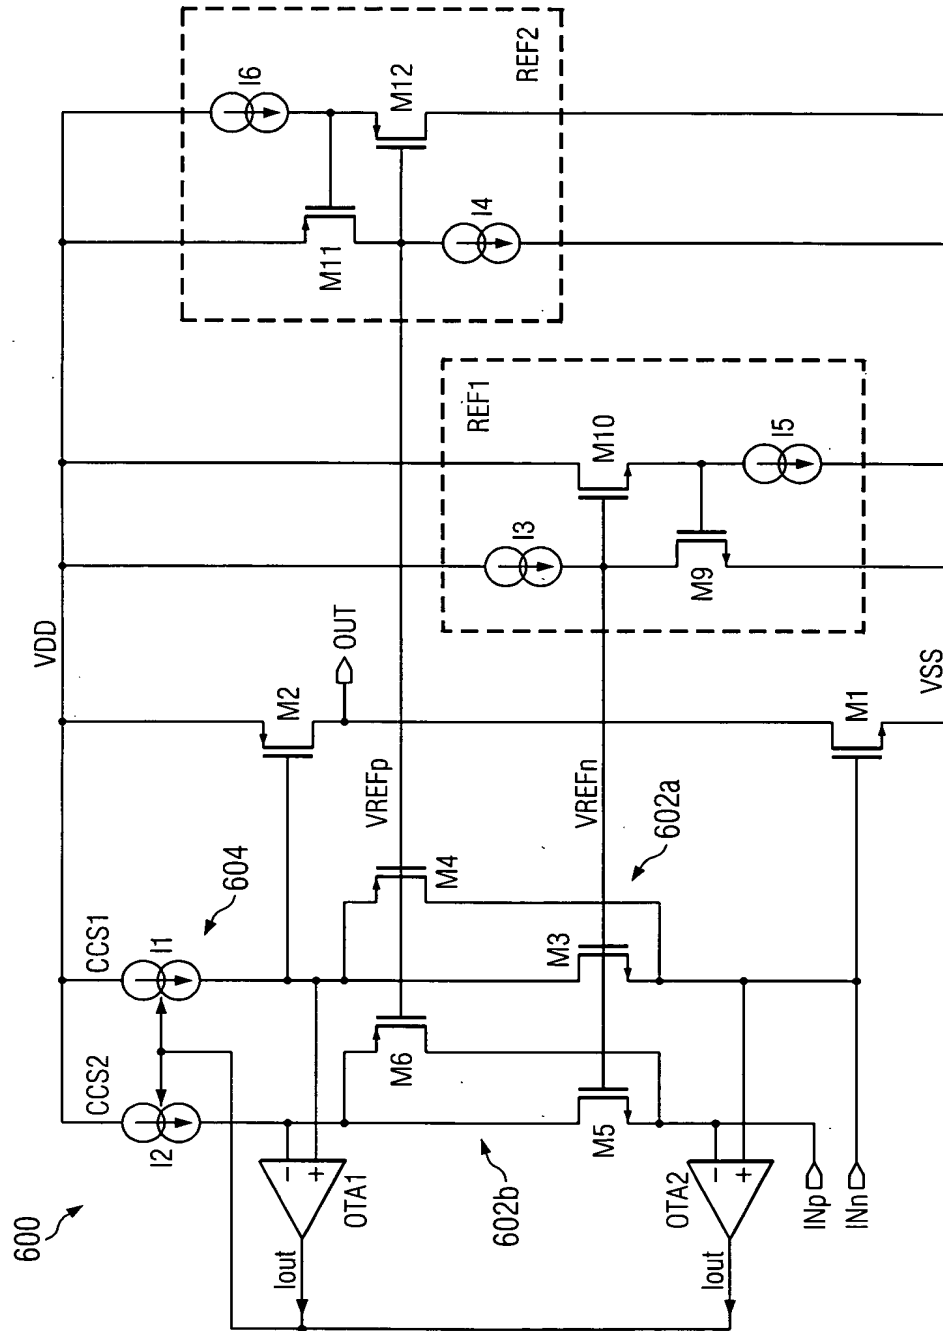 600
CCS2
CCS1
604
VDD
I2
I1
M2
OUT
I6
M12
REF2
M11
I4
OTA1
−
+
Iout
602b
M6
M4
VREFp
VREFn
602a
M3
M5
REF1
I3
M10
M9
I5
OTA2
−
+
Iout
INp
INn
M1
VSS